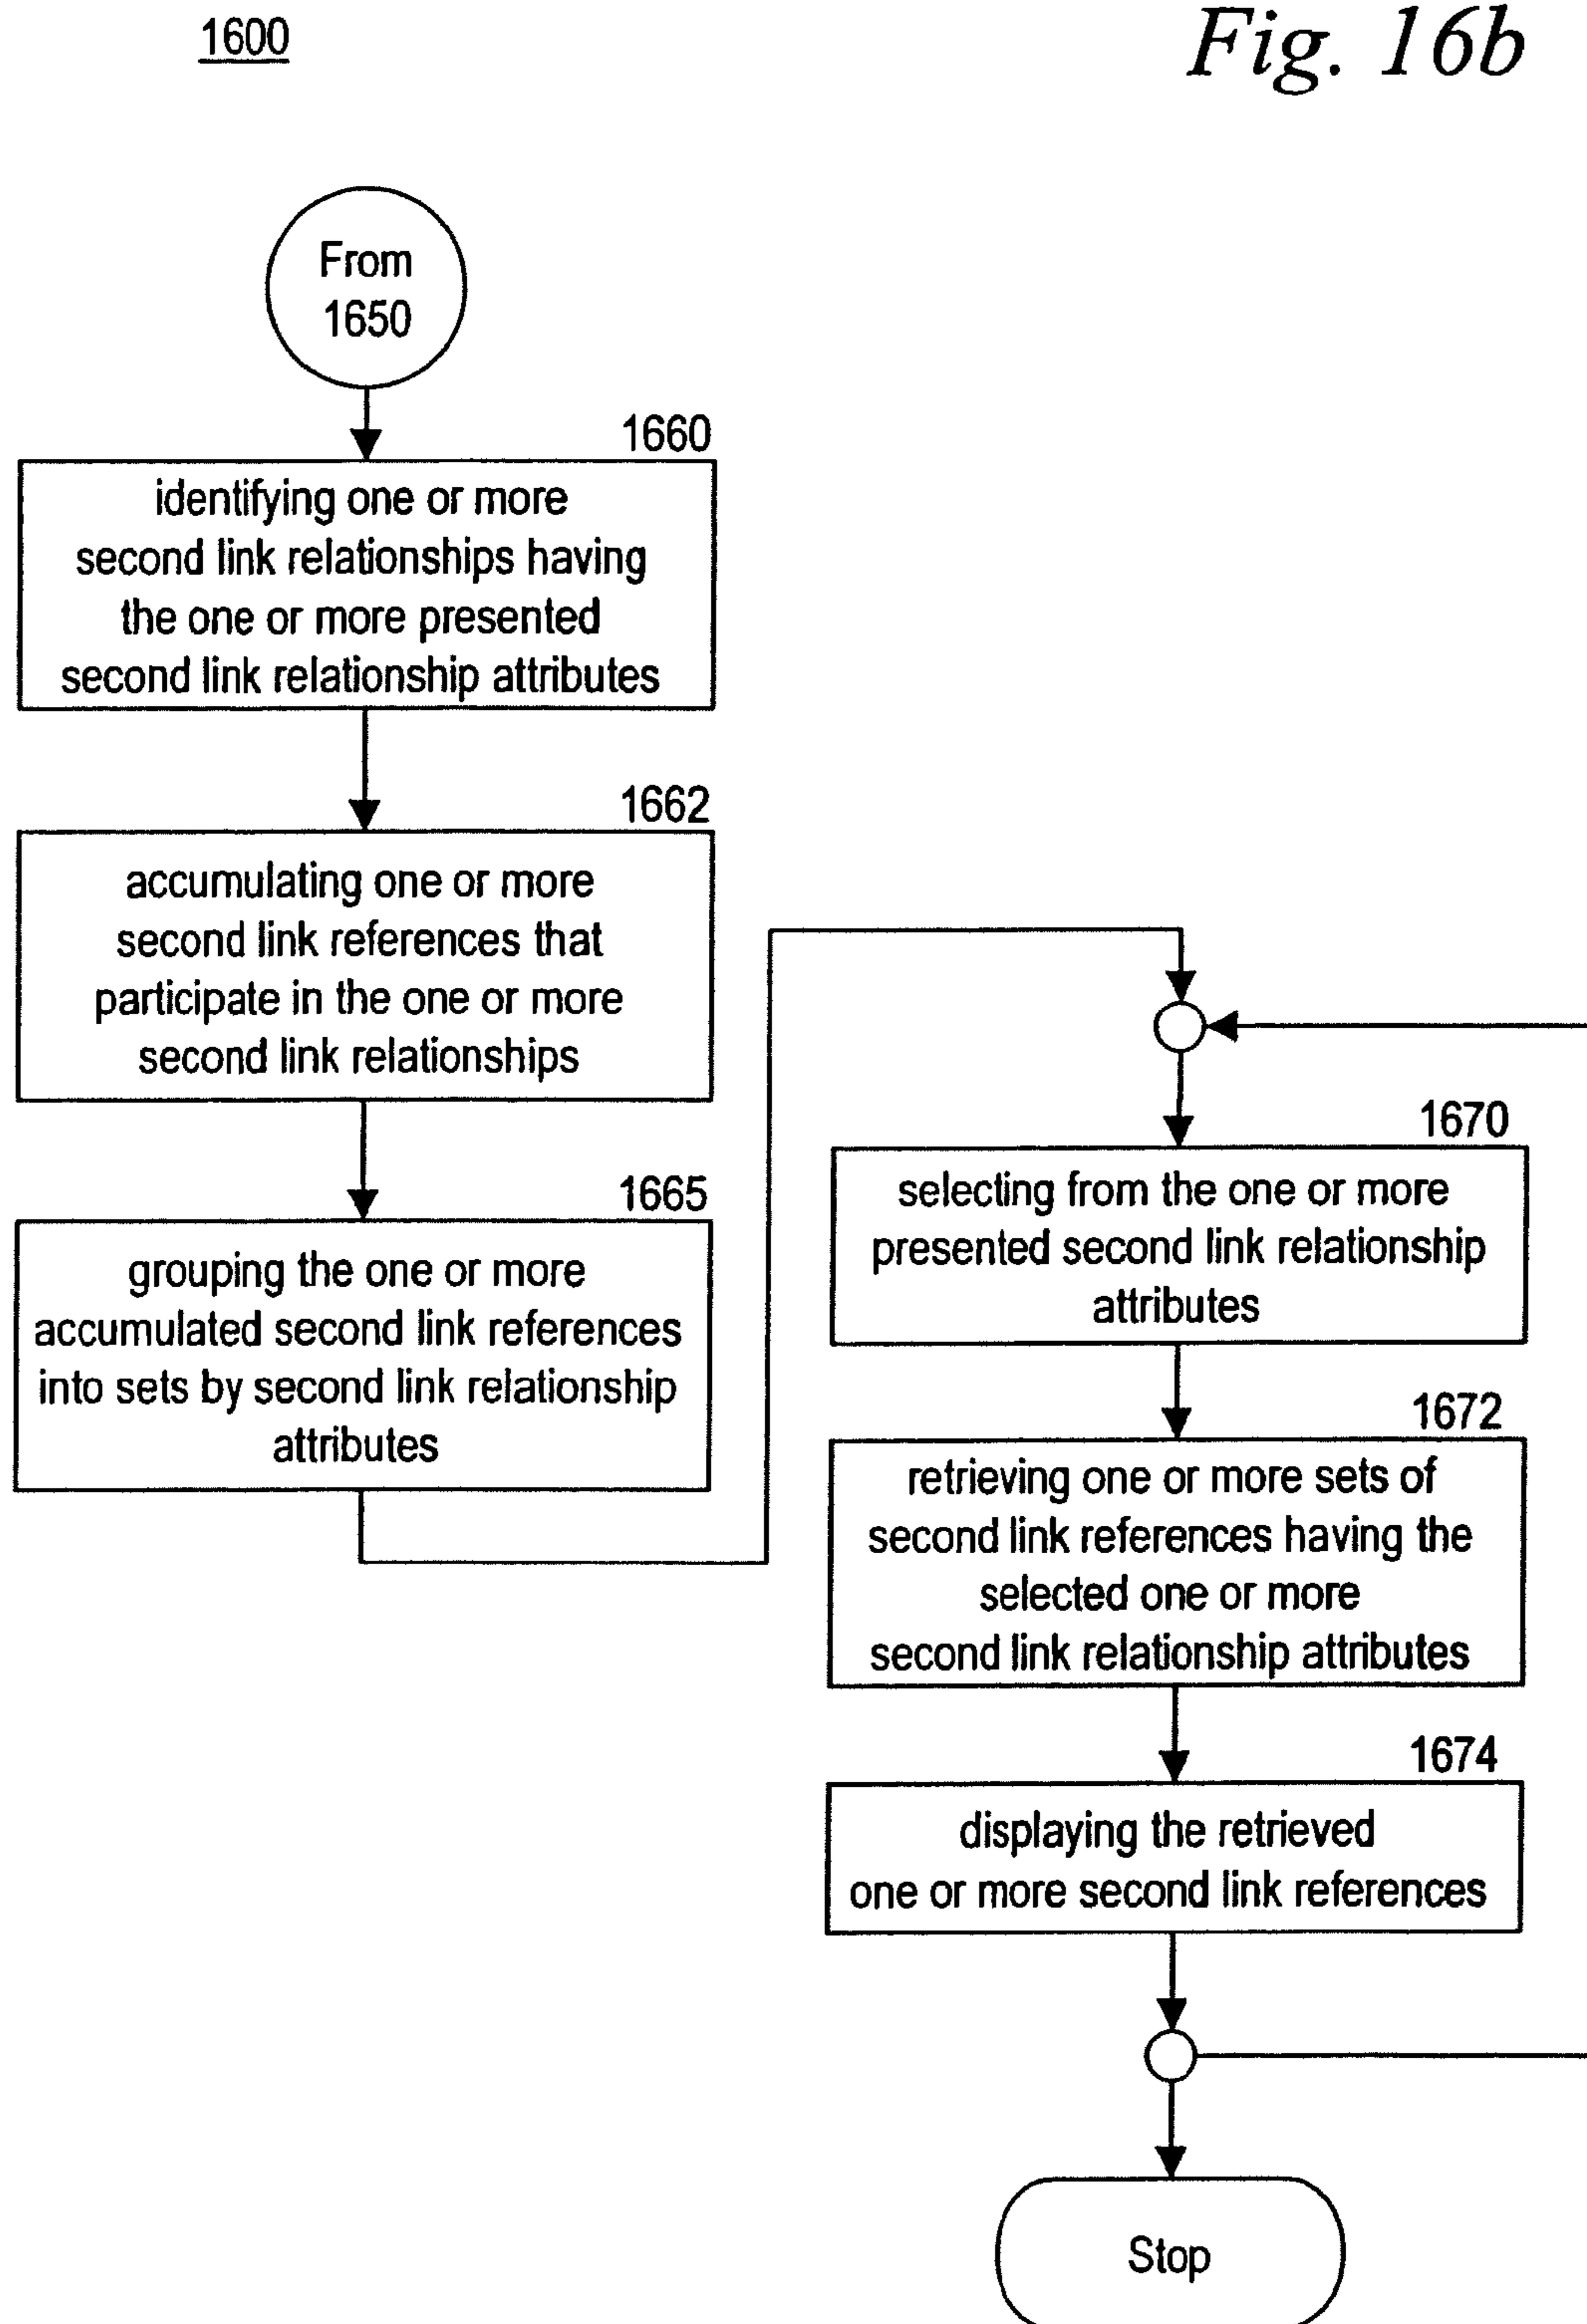 1600
Fig. 16b
From
1650
1660
identifying one or more
second link relationships having
the one or more presented
second link relationship attributes
1662
accumulating one or more
second link references that
participate in the one or more
second link relationships
1665
grouping the one or more
accumulated second link references
into sets by second link relationship
attributes
1670
selecting from the one or more
presented second link relationship
attributes
1672
retrieving one or more sets of
second link references having the
selected one or more
second link relationship attributes
1674
displaying the retrieved
one or more second link references
Stop